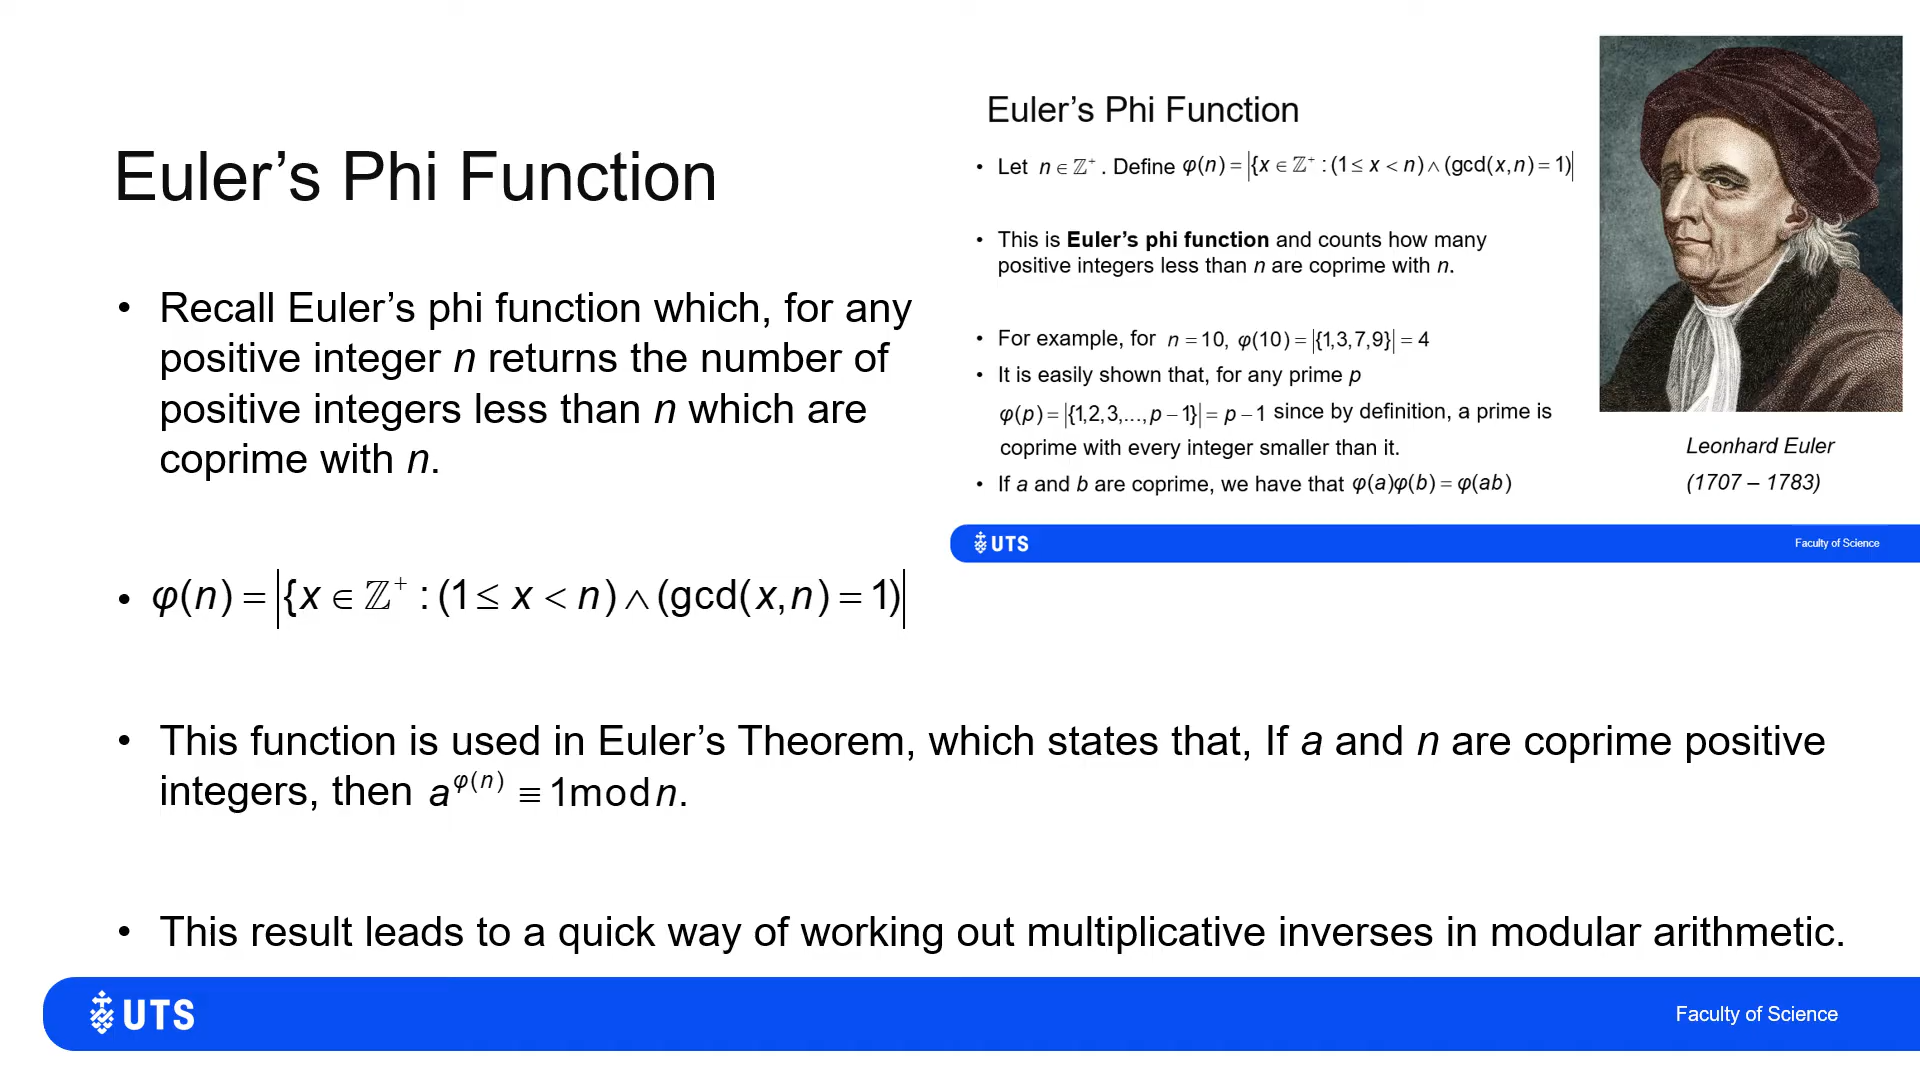 Euler’s Phi Function
• Recall Euler’s phi function which, for any
positive integer n returns the number of
positive integers less than n which are
coprime with n.
• φ(n) = |{x ∈ ℤ⁺ : (1 ≤ x < n) ∧ (gcd(x,n) = 1)|
Euler’s Phi Function
• Let n ∈ ℤ⁺ . Define φ(n) = |{x ∈ ℤ⁺ : (1 ≤ x < n) ∧ (gcd(x,n) = 1)|
• This is Euler’s phi function and counts how many
positive integers less than n are coprime with n.
• For example, for n = 10, φ(10) = |{1,3,7,9}| = 4
• It is easily shown that, for any prime p
φ(p) = |{1,2,3,...,p − 1}| = p − 1 since by definition, a prime is
coprime with every integer smaller than it.
• If a and b are coprime, we have that φ(a)φ(b) = φ(ab)
Leonhard Euler
(1707 – 1783)
UTS
Faculty of Science
• This function is used in Euler’s Theorem, which states that, If a and n are coprime positive
integers, then a^φ(n) ≡ 1mod n.
• This result leads to a quick way of working out multiplicative inverses in modular arithmetic.
UTS
Faculty of Science